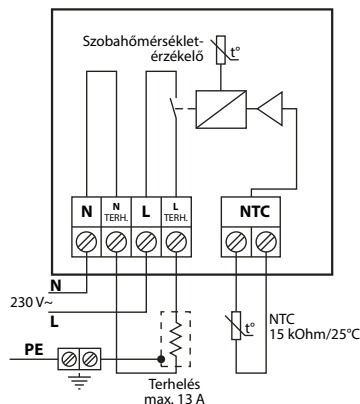 Szobahőmérséklet-
érzékelő
t°
N
N
TERH.
L
L
TERH.
NTC
N
230 V~
L
PE
t°
NTC
15 kOhm/25°C
Terhelés
max. 13 A